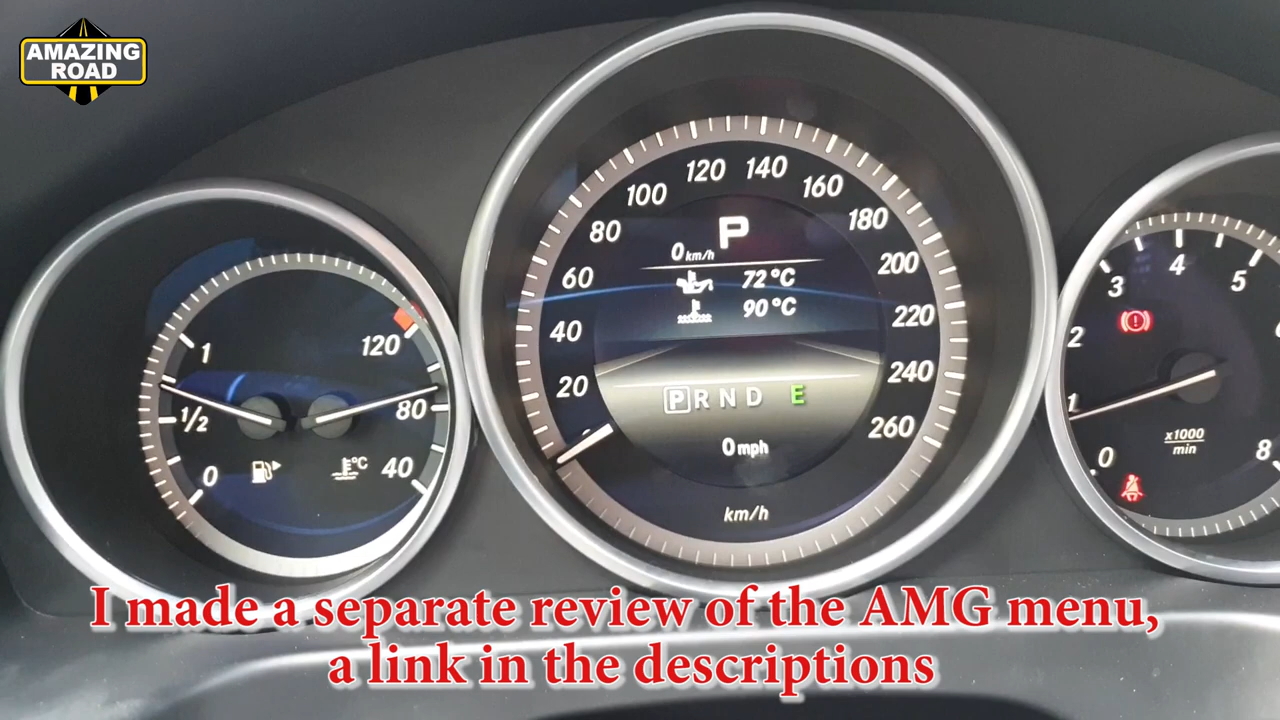 AMAZING
ROAD
1
1/2
0
120
80
40
°C
20
40
60
80
100
120
140
160
180
200
220
240
260
P
0 km/h
72 °C
90 °C
P R N D E
0 mph
km/h
0
1
2
3
4
5
8
x1000
min
I made a separate review of the AMG menu,
a link in the descriptions